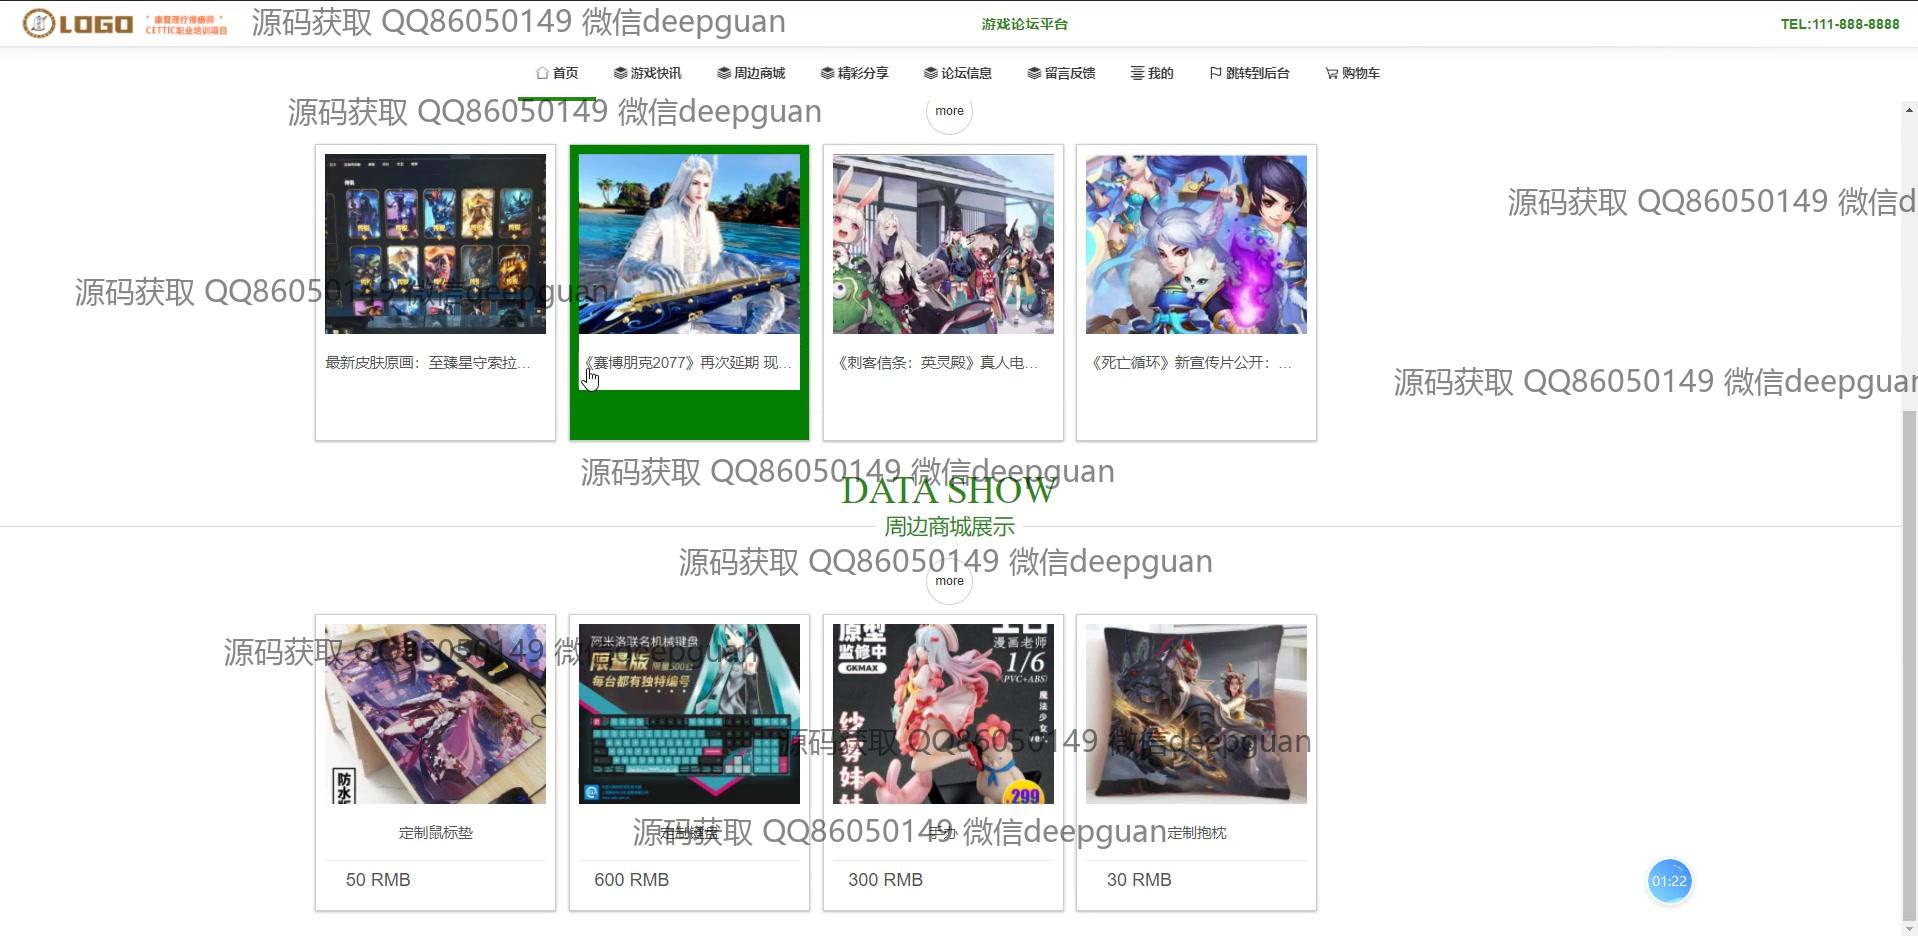 LOGO
康复理疗按摩师
CETTIC职业培训项目
源码获取 QQ86050149 微信deepguan
游戏论坛平台
TEL:111-888-8888
首页
游戏快讯
周边商城
精彩分享
论坛信息
留言反馈
我的
跳转到后台
购物车
源码获取 QQ86050149 微信deepguan
more
源码获取 QQ86050149 微信d
源码获取 QQ86050149 微信deepguan
最新皮肤原画：至臻星守索拉…
《赛博朋克2077》再次延期 现…
《刺客信条：英灵殿》真人电…
《死亡循环》新宣传片公开：…
源码获取 QQ86050149 微信deepguan
源码获取 QQ86050149 微信deepguan
DATA SHOW
周边商城展示
源码获取 QQ86050149 微信deepguan
more
源码获取 QQ86050149 微信deepguan
防水
阿米洛联名机械键盘
限量版 限量500台
每台都有独特编号
原型
监修中
GKMAX
漫画老师
1/6
(PVC+ABS)
魔法少女
ver.
纱雾妹妹
299
源码获取 QQ86050149 微信deepguan
定制鼠标垫
定制键盘
手办
定制抱枕
源码获取 QQ86050149 微信deepguan
50 RMB
600 RMB
300 RMB
30 RMB
01:22